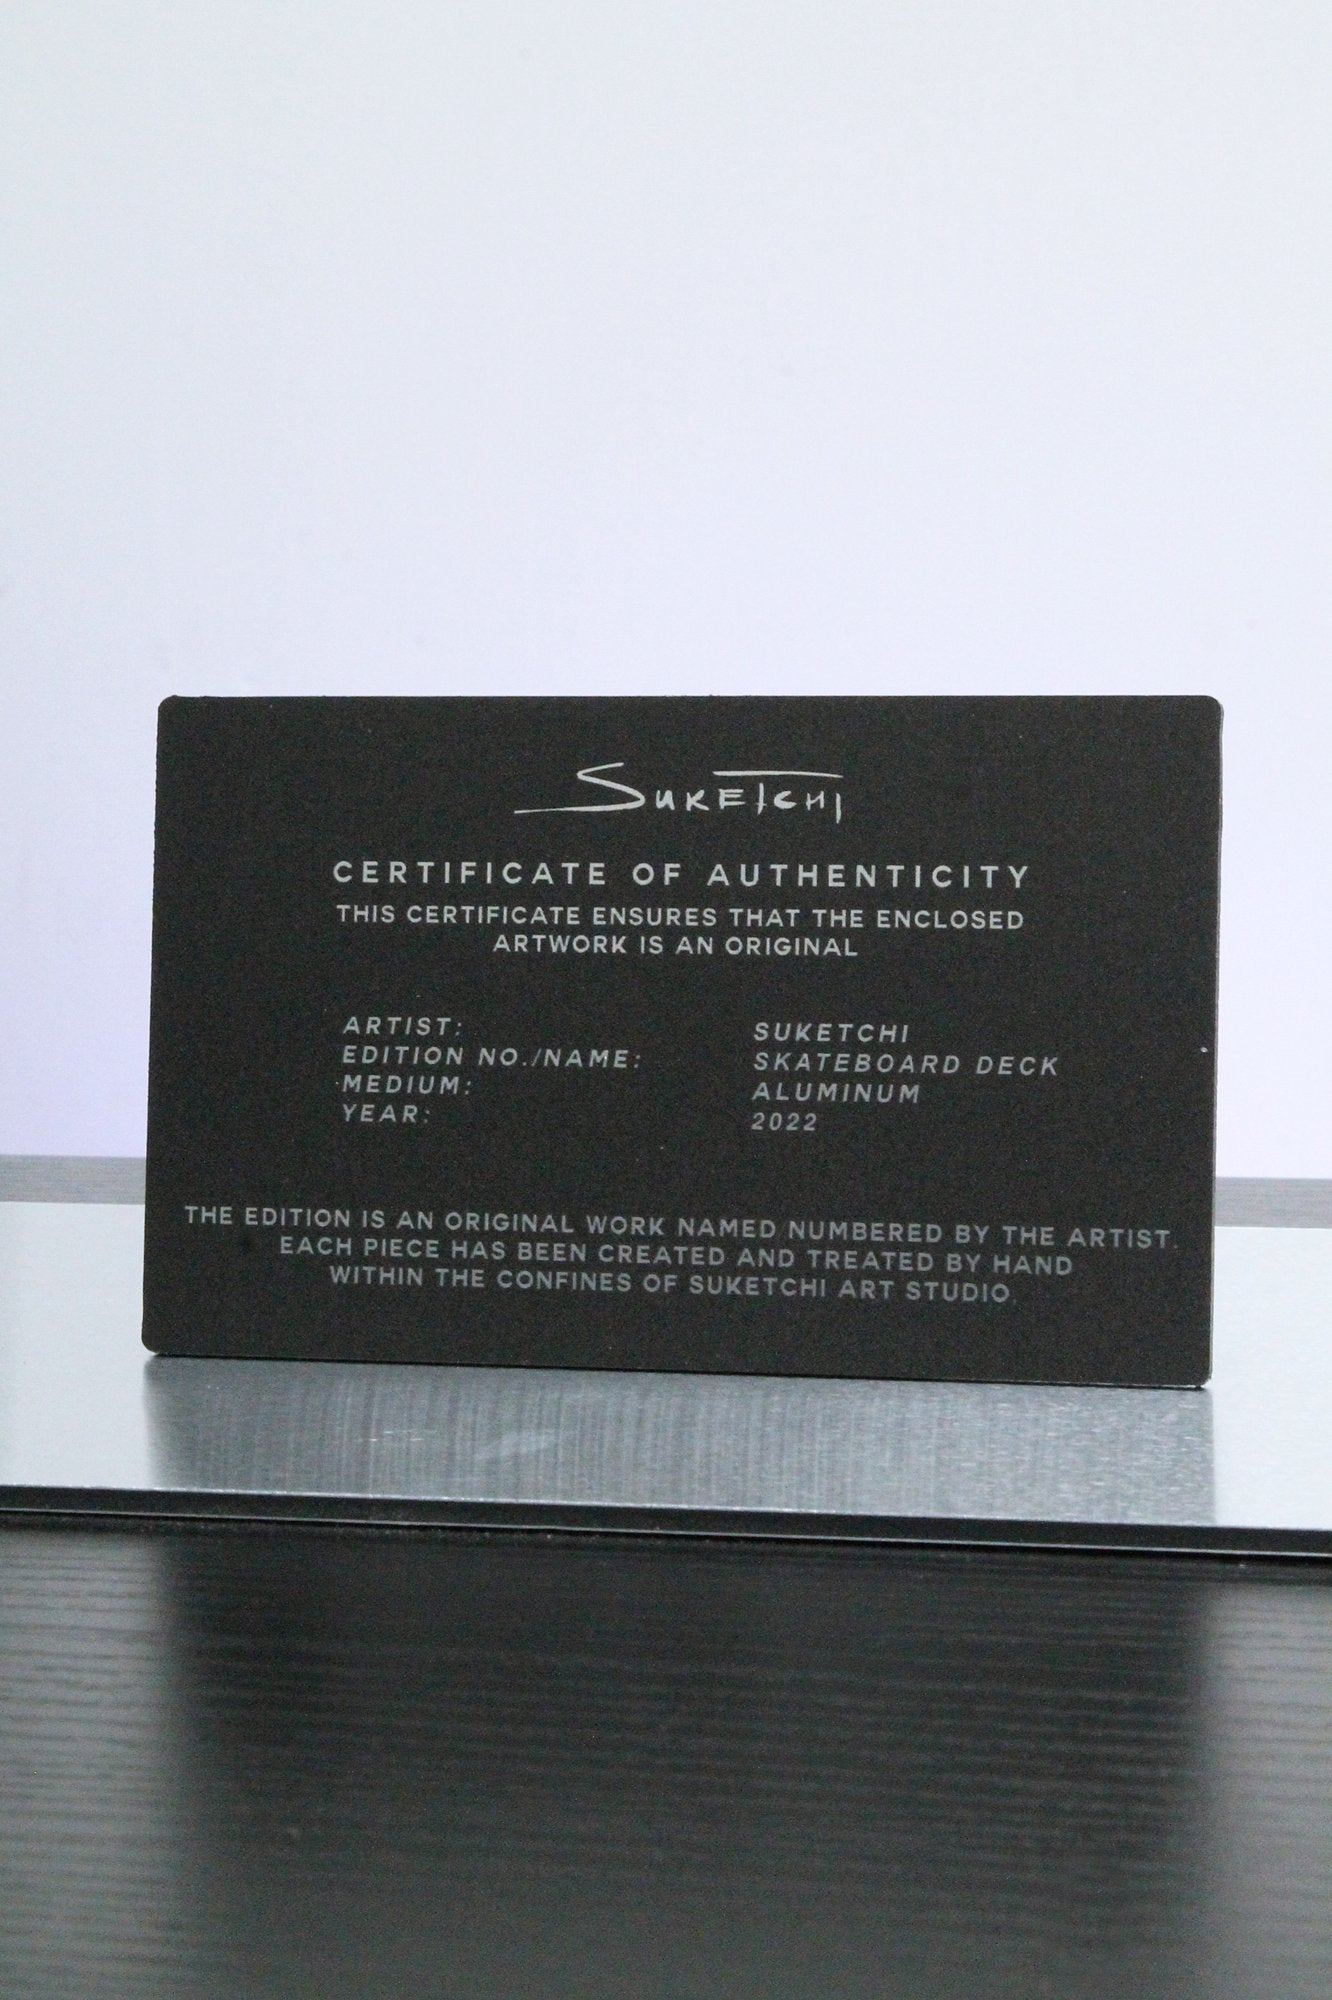 SUKETCHI
CERTIFICATE OF AUTHENTICITY
THIS CERTIFICATE ENSURES THAT THE ENCLOSED
ARTWORK IS AN ORIGINAL
ARTIST: SUKETCHI
EDITION NO./NAME: SKATEBOARD DECK
MEDIUM: ALUMINUM
YEAR: 2022
THE EDITION IS AN ORIGINAL WORK NAMED NUMBERED BY THE ARTIST.
EACH PIECE HAS BEEN CREATED AND TREATED BY HAND
WITHIN THE CONFINES OF SUKETCHI ART STUDIO.